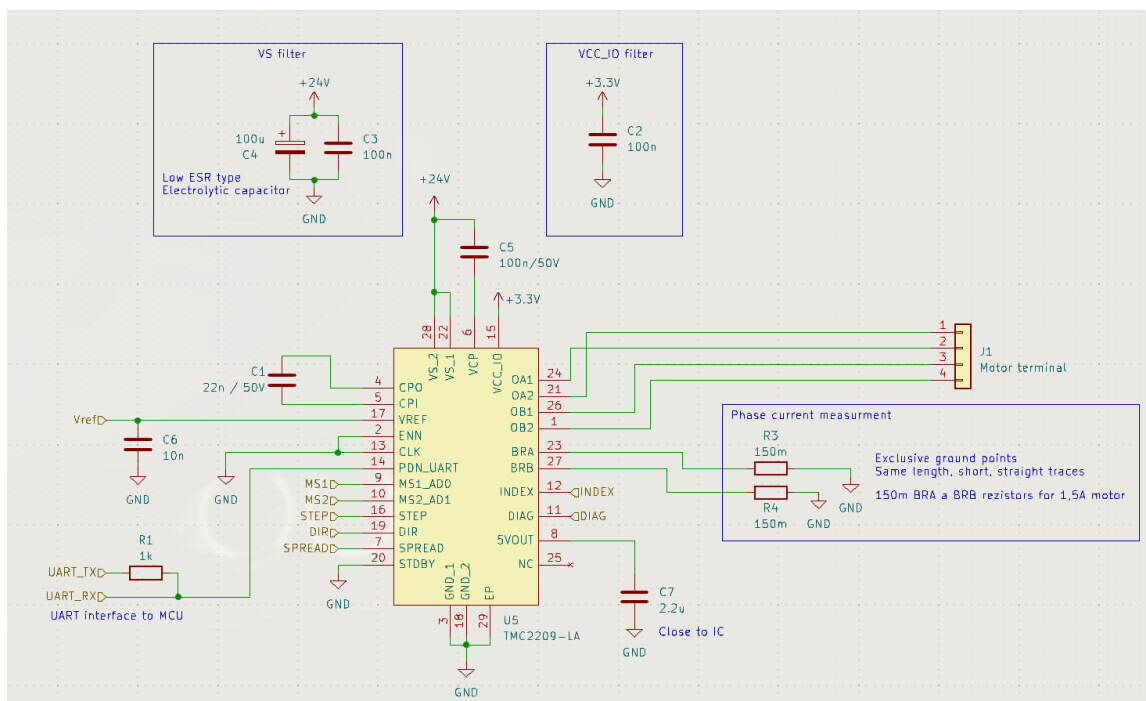 VS filter
+24V
+
100u
C4
C3
100n
Low ESR type
Electrolytic capacitor
GND
VCC_IO filter
+3.3V
C2
100n
GND
+24V
C5
100n/50V
+3.3V
28
22
6
15
VS_2
VS_1
VCP
VCC_IO
C1
22n / 50V
4
CPO
5
CPI
Vref
17
VREF
2
ENN
13
CLK
14
PDN_UART
C6
10n
GND
GND
MS1
9
MS1_AD0
MS2
10
MS2_AD1
STEP
16
STEP
DIR
19
DIR
SPREAD
7
SPREAD
20
STDBY
GND
R1
1k
UART_TX
UART_RX
UART interface to MCU
OA1
24
OA2
21
OB1
26
OB2
1
BRA
23
BRB
27
INDEX
12
INDEX
DIAG
11
DIAG
5VOUT
8
NC
25
GND_1
GND_2
EP
3
18
29
U5
TMC2209-LA
GND
1
2
3
4
J1
Motor terminal
Phase current measurment
R3
150m
R4
150m
GND
GND
Exclusive ground points
Same length, short, straight traces
150m BRA a BRB rezistors for 1,5A motor
C7
2.2u
Close to IC
GND